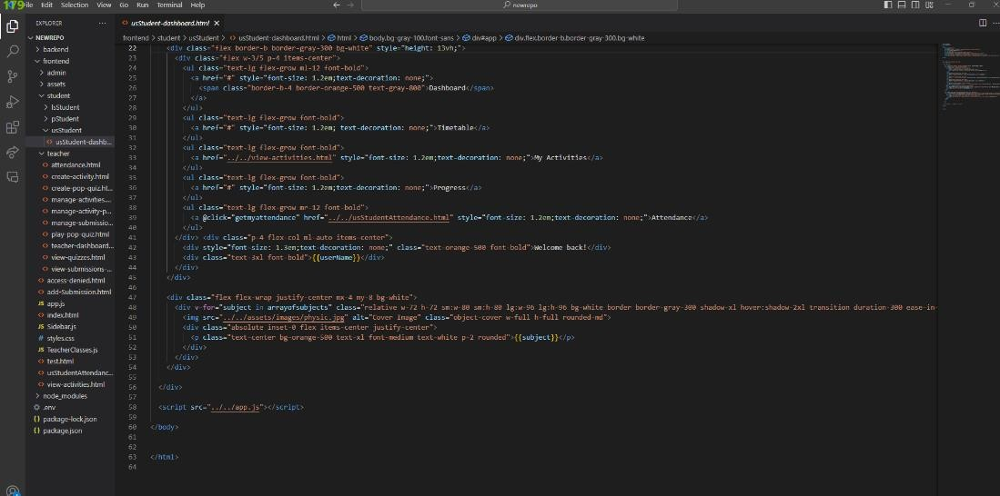 179
File Edit View Go Run Terminal Help
newrepo
EXPLORER
usStudent-dashboard.html
NEWREPO
backend
frontend
admin
assets
student
lsStudent
pStudent
usStudent
usStudent-dashb...
teacher
attendance.html
create-activity.html
create-pop-quiz.ht...
manage-activities....
manage-activity-p...
manage-submissio...
play-pop-quiz.html
teacher-dashboard...
view-quizzes.html
view-submissions-...
access-denied.html
add-Submission.html
JS app.js
index.html
JS Sidebar.js
# styles.css
JS TeacherClasses.js
test.html
usStudentAttendanc...
view-activities.html
node_modules
.env
package-lock.json
package.json
frontend > student > usStudent > usStudent-dashboard.html > html > body.bg-gray-100.font-sans > div#app > div.flex.border-b.border-gray-300.bg-white
22 <div class="flex border-b border-gray-300 bg-white" style="height: 13vh;">
23 <div class="flex w-3/5 p-4 items-center">
24 <ul class="text-lg flex-grow ml-12 font-bold">
25 <a href="#" style="font-size: 1.2em;text-decoration: none;">
26 <span class="border-b-4 border-orange-500 text-gray-800">Dashboard</span>
27 </a>
28 </ul>
29 <ul class="text-lg flex-grow font-bold">
30 <a href="#" style="font-size: 1.2em; text-decoration: none;">Timetable</a>
31 </ul>
32 <ul class="text-lg flex-grow font-bold">
33 <a href="../../view-activities.html" style="font-size: 1.2em;text-decoration: none;">My Activities</a>
34 </ul>
35 <ul class="text-lg flex-grow font-bold">
36 <a href="#" style="font-size: 1.2em;text-decoration: none;">Progress</a>
37 </ul>
38 <ul class="text-lg flex-grow mr-12 font-bold">
39 <a @click="getmyattendance" href="../../usStudentAttendance.html" style="font-size: 1.2em;text-decoration: none;">Attendance</a>
40 </ul>
41 </div> <div class="p-4 flex-col ml-auto items-center">
42 <div style="font-size: 1.3em;text-decoration: none;" class="text-orange-500 font-bold">Welcome back!</div>
43 <div class="text-3xl font-bold">{{userName}}</div>
44 </div>
45 </div>
46
47 <div class="flex flex-wrap justify-center mx-4 my-8 bg-white">
48 <div v-for="subject in arrayofsubjects" class="relative w-72 h-72 sm:w-80 sm:h-80 lg:w-96 lg:h-96 bg-white border border-gray-300 shadow-xl hover:shadow-2xl transition duration-300 ease-in-
49 <img src="../../assets/images/physic.jpg" alt="Cover Image" class="object-cover w-full h-full rounded-md">
50 <div class="absolute inset-0 flex items-center justify-center">
51 <p class="text-center bg-orange-500 text-xl font-medium text-white p-2 rounded">{{subject}}</p>
52 </div>
53 </div>
54 </div>
55
56 </div>
57
58 <script src="../../app.js"></script>
59
60 </body>
61
62
63 </html>
64